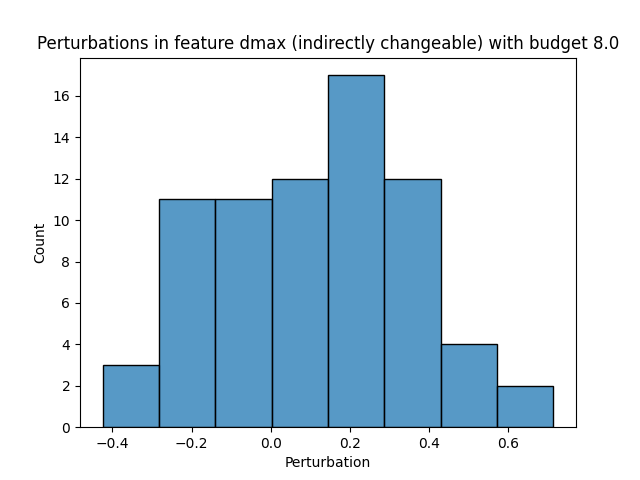 Perturbations in feature dmax (indirectly changeable) with budget 8.0
16
14
12
10
8
6
4
2
0
Count
−0.4 −0.2 0.0 0.2 0.4 0.6
Perturbation